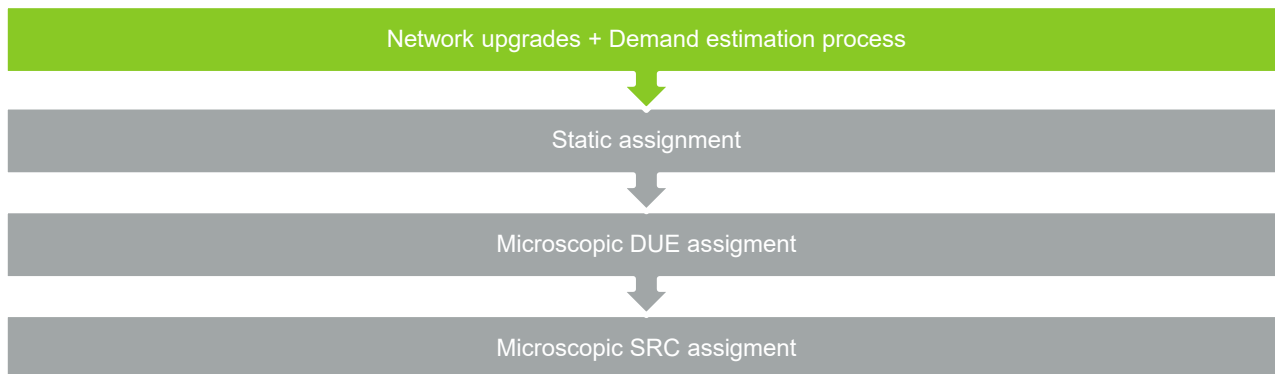 Network upgrades + Demand estimation process
Static assignment
Microscopic DUE assigment
Microscopic SRC assigment